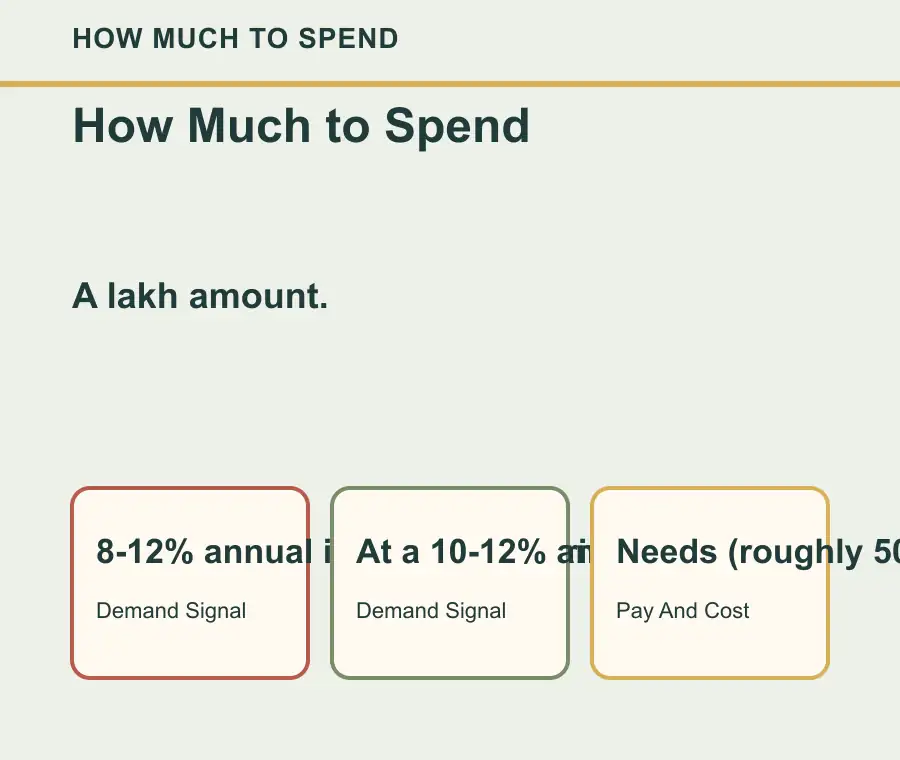 HOW MUCH TO SPEND
How Much to Spend
A lakh amount.
8-12% annual
At a 10-12%
Needs (roughly
Demand Signal
Demand Signal
Pay And Cost